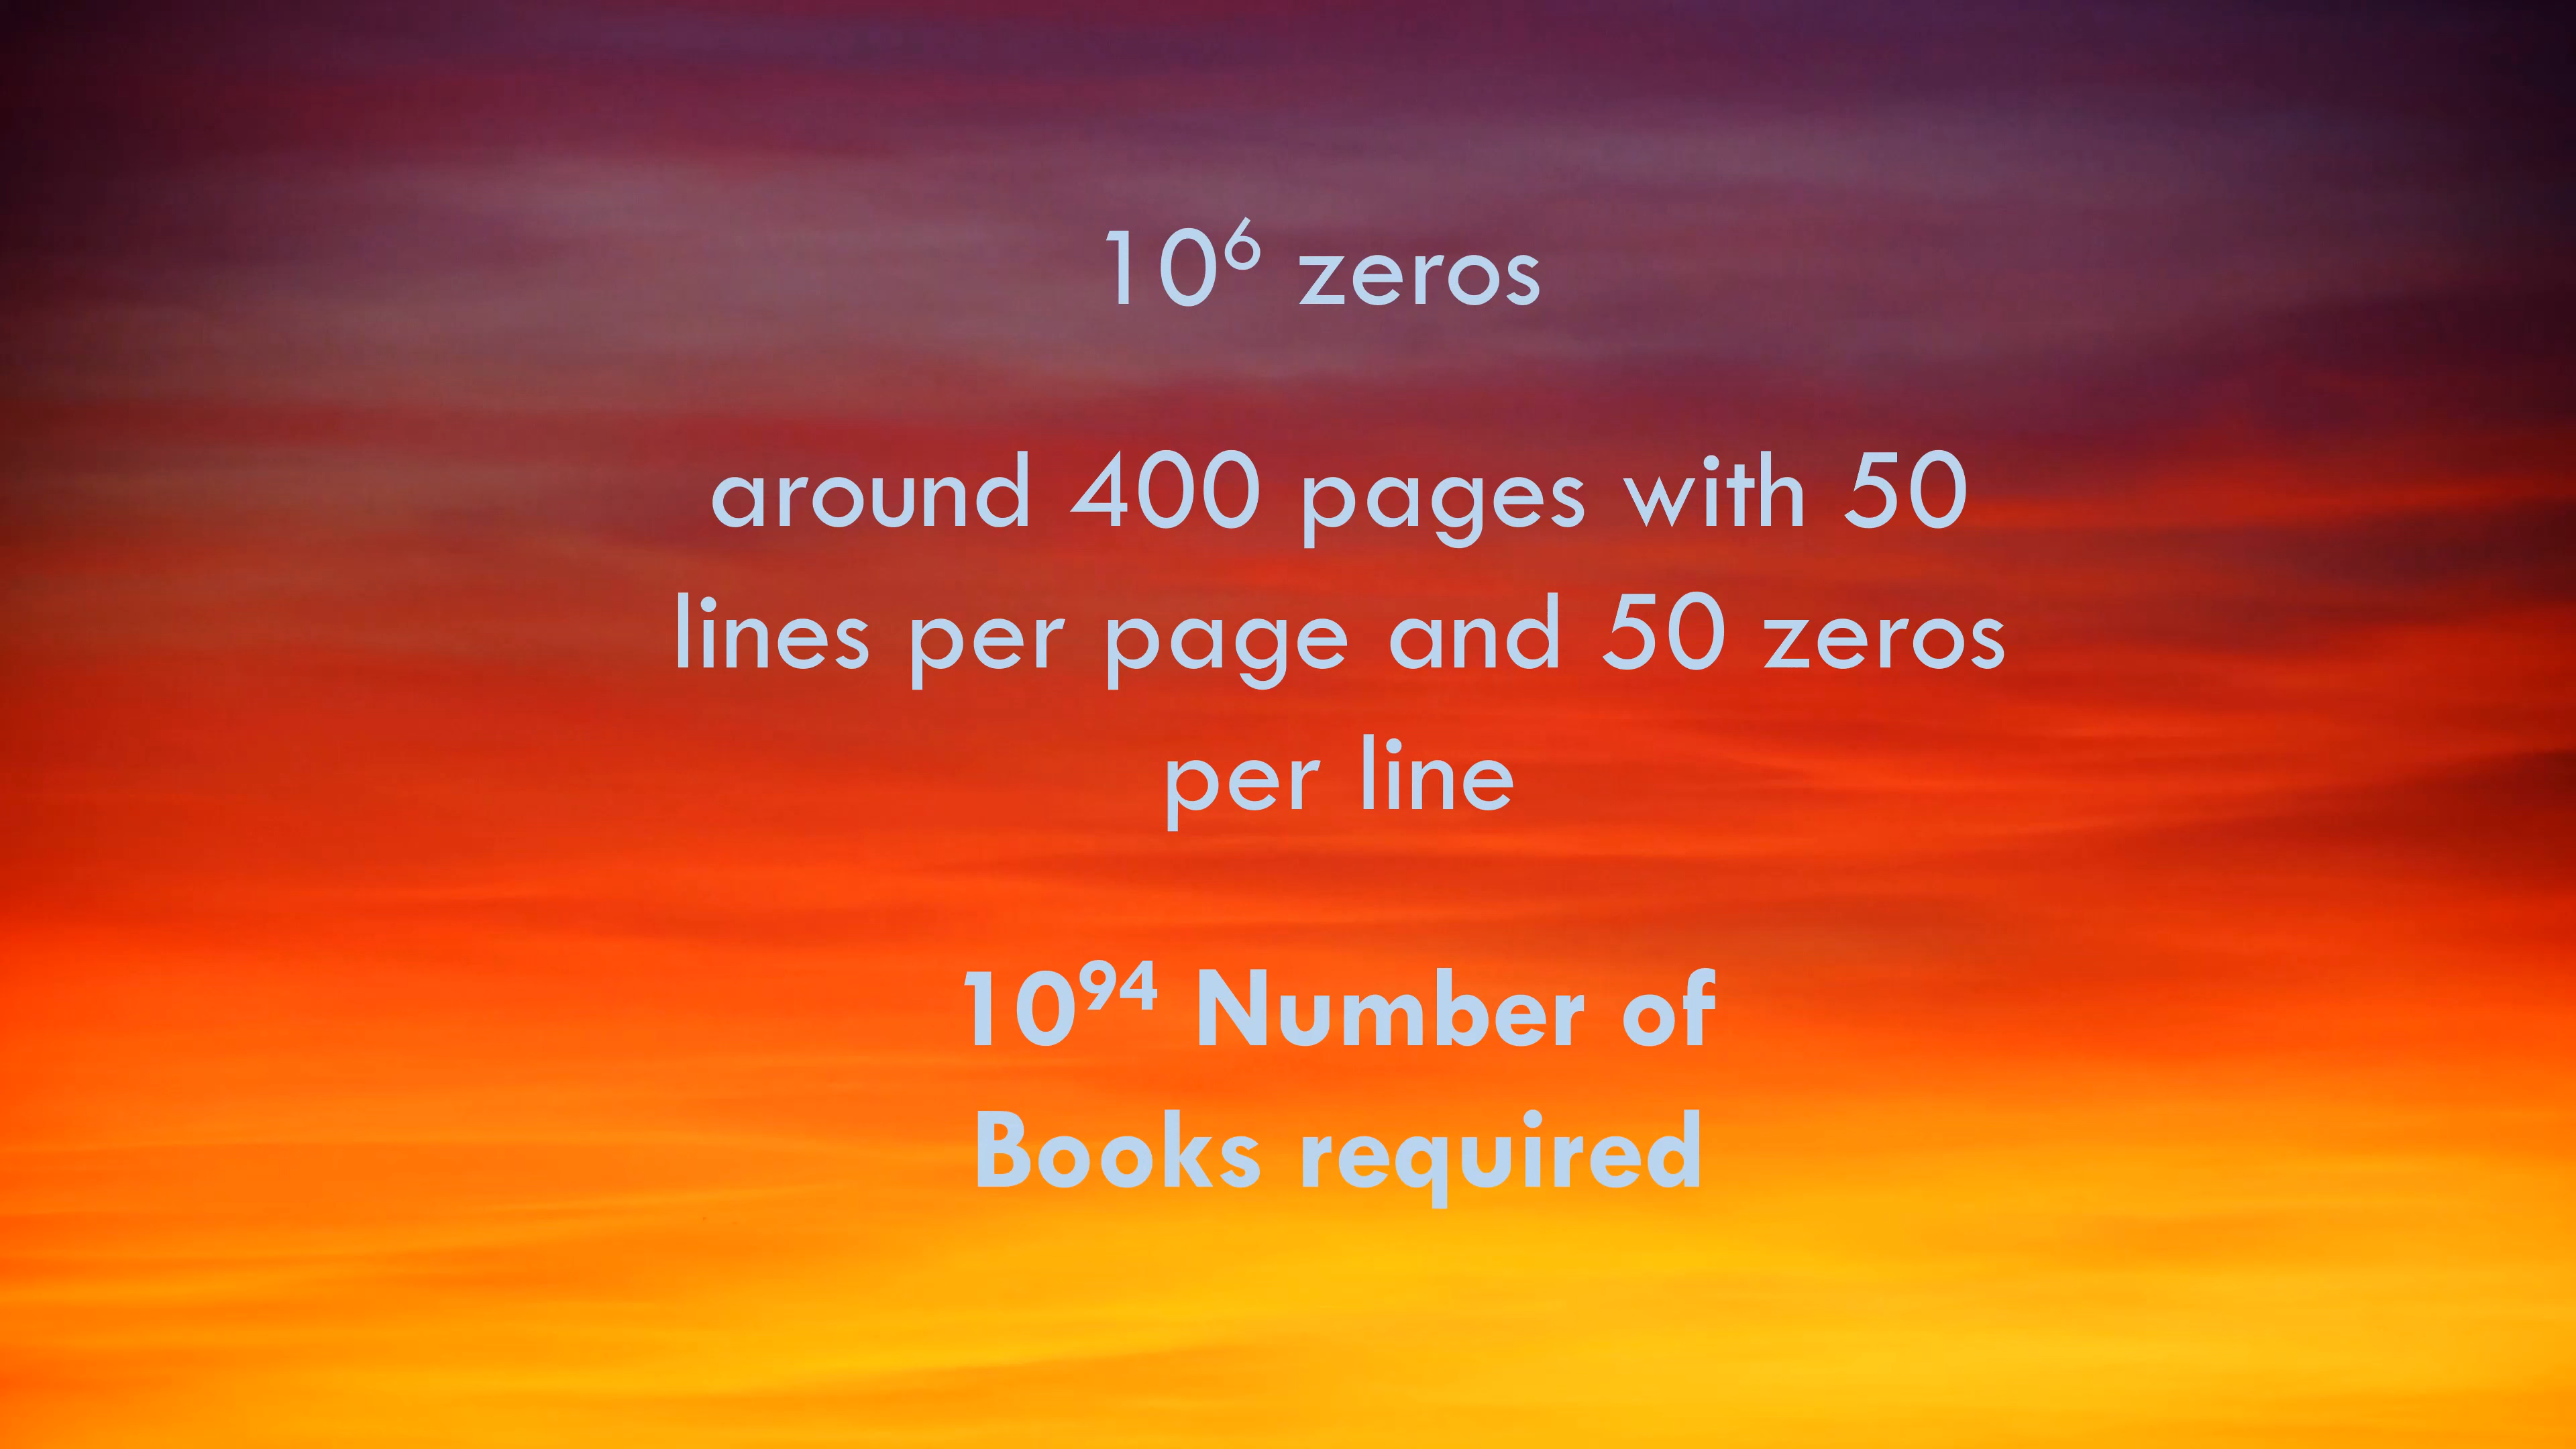 10⁶ zeros
around 400 pages with 50
lines per page and 50 zeros
per line
10⁹⁴ Number of
Books required